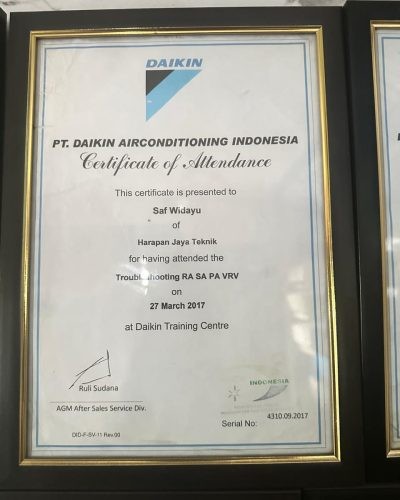 DAIKIN
PT. DAIKIN AIRCONDITIONING INDONESIA
Certificate of Attendance
This certificate is presented to
Saf Widayu
of
Harapan Jaya Teknik
for having attended the
Troubleshooting RA SA PA VRV
on
27 March 2017
at Daikin Training Centre
Ruli Sudana
AGM After Sales Service Div.
INDONESIA
Serial No: 4310.09.2017
DID-F-SV-11 Rev.00